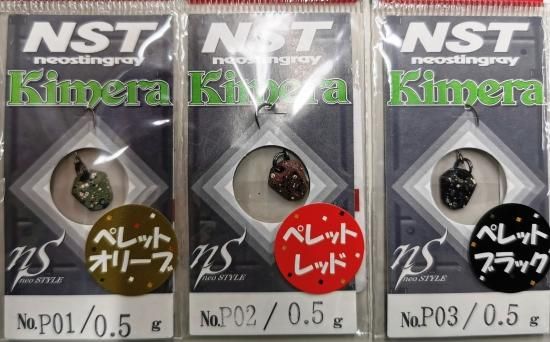 NST
neostingray
Kimera
ペレット
オリーブ
ns
neo STYLE
No.P01/0.5 g
NST
neostingray
Kimera
ペレット
レッド
ns
neo STYLE
No.P02/0.5 g
NST
neostingray
Kimera
ペレット
ブラック
ns
neo STYLE
No.P03/0.5 g